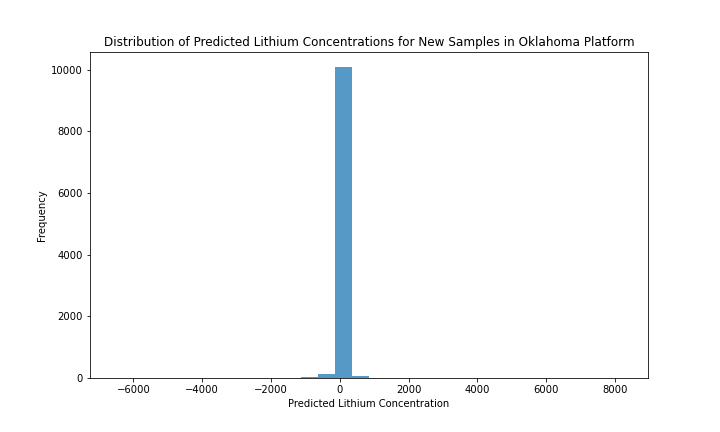 Distribution of Predicted Lithium Concentrations for New Samples in Oklahoma Platform
10000
8000
6000
4000
2000
0
Frequency
−6000 −4000 −2000 0 2000 4000 6000 8000
Predicted Lithium Concentration